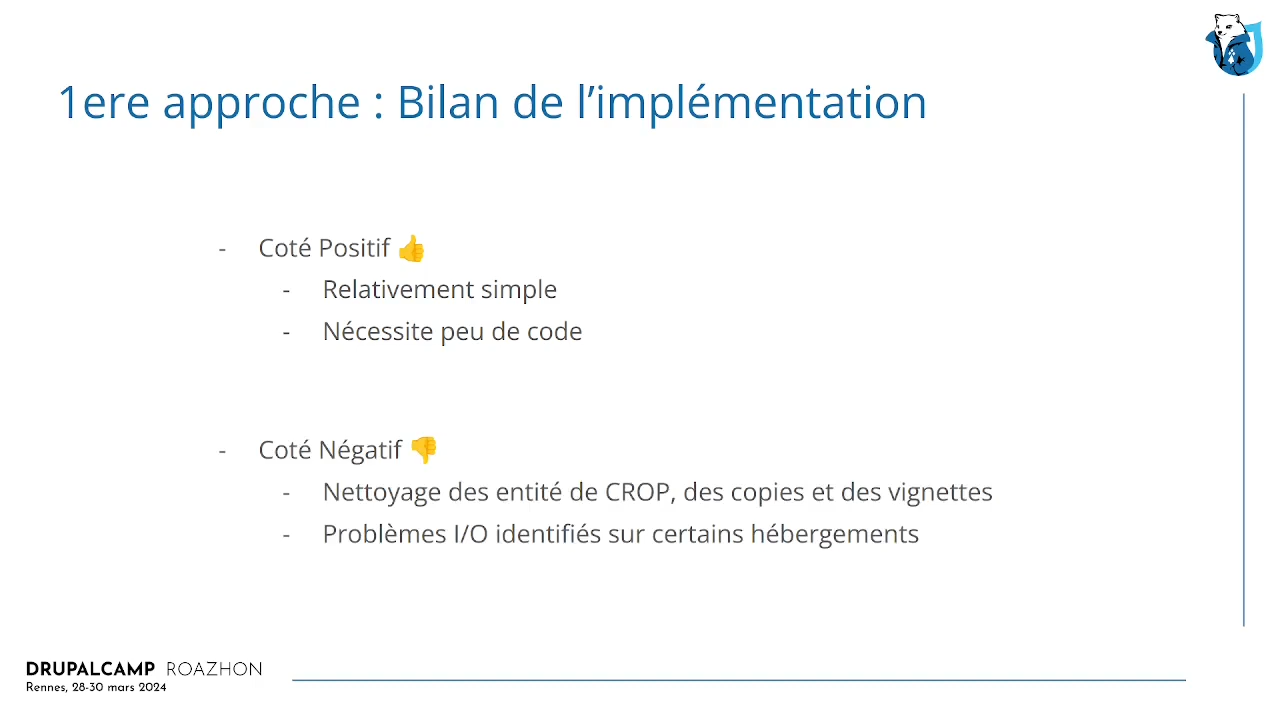 1ere approche : Bilan de l’implémentation
- Coté Positif 👍
- Relativement simple
- Nécessite peu de code
- Coté Négatif 👎
- Nettoyage des entité de CROP, des copies et des vignettes
- Problèmes I/O identifiés sur certains hébergements
DRUPALCAMP ROAZHON
Rennes, 28-30 mars 2024